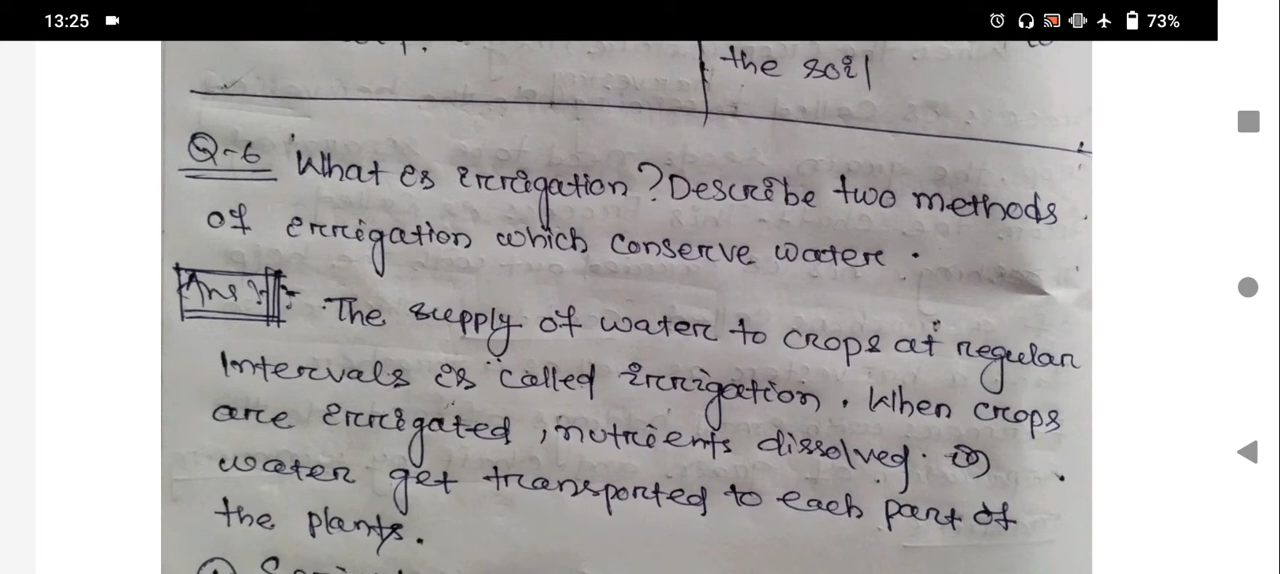 13:25
73%
the soil
Q-6 What is irrigation? Describe two methods
of irrigation which conserve water.
Ans :- The supply of water to crops at regular
Intervals is called irrigation. When crops
are irrigated, nutrients dissolved in
water get transported to each part of
the plants.